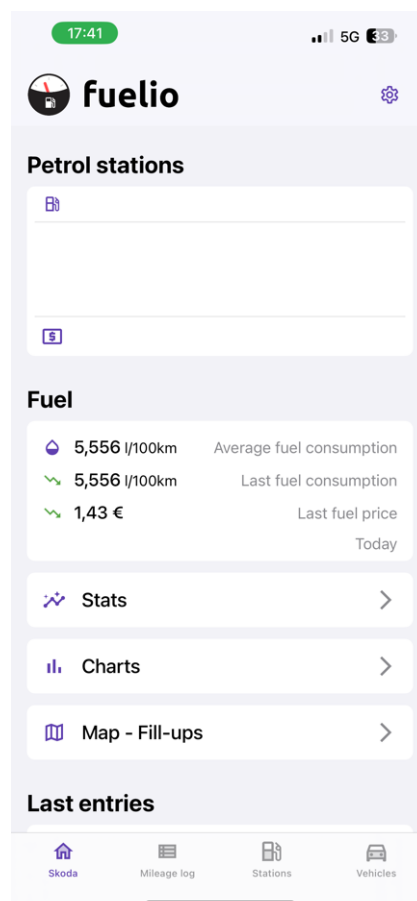 17:41
5G 33
fuelio
Petrol stations
Fuel
5,556 l/100km Average fuel consumption
5,556 l/100km Last fuel consumption
1,43 € Last fuel price
Today
Stats
Charts
Map - Fill-ups
Last entries
Skoda Mileage log Stations Vehicles